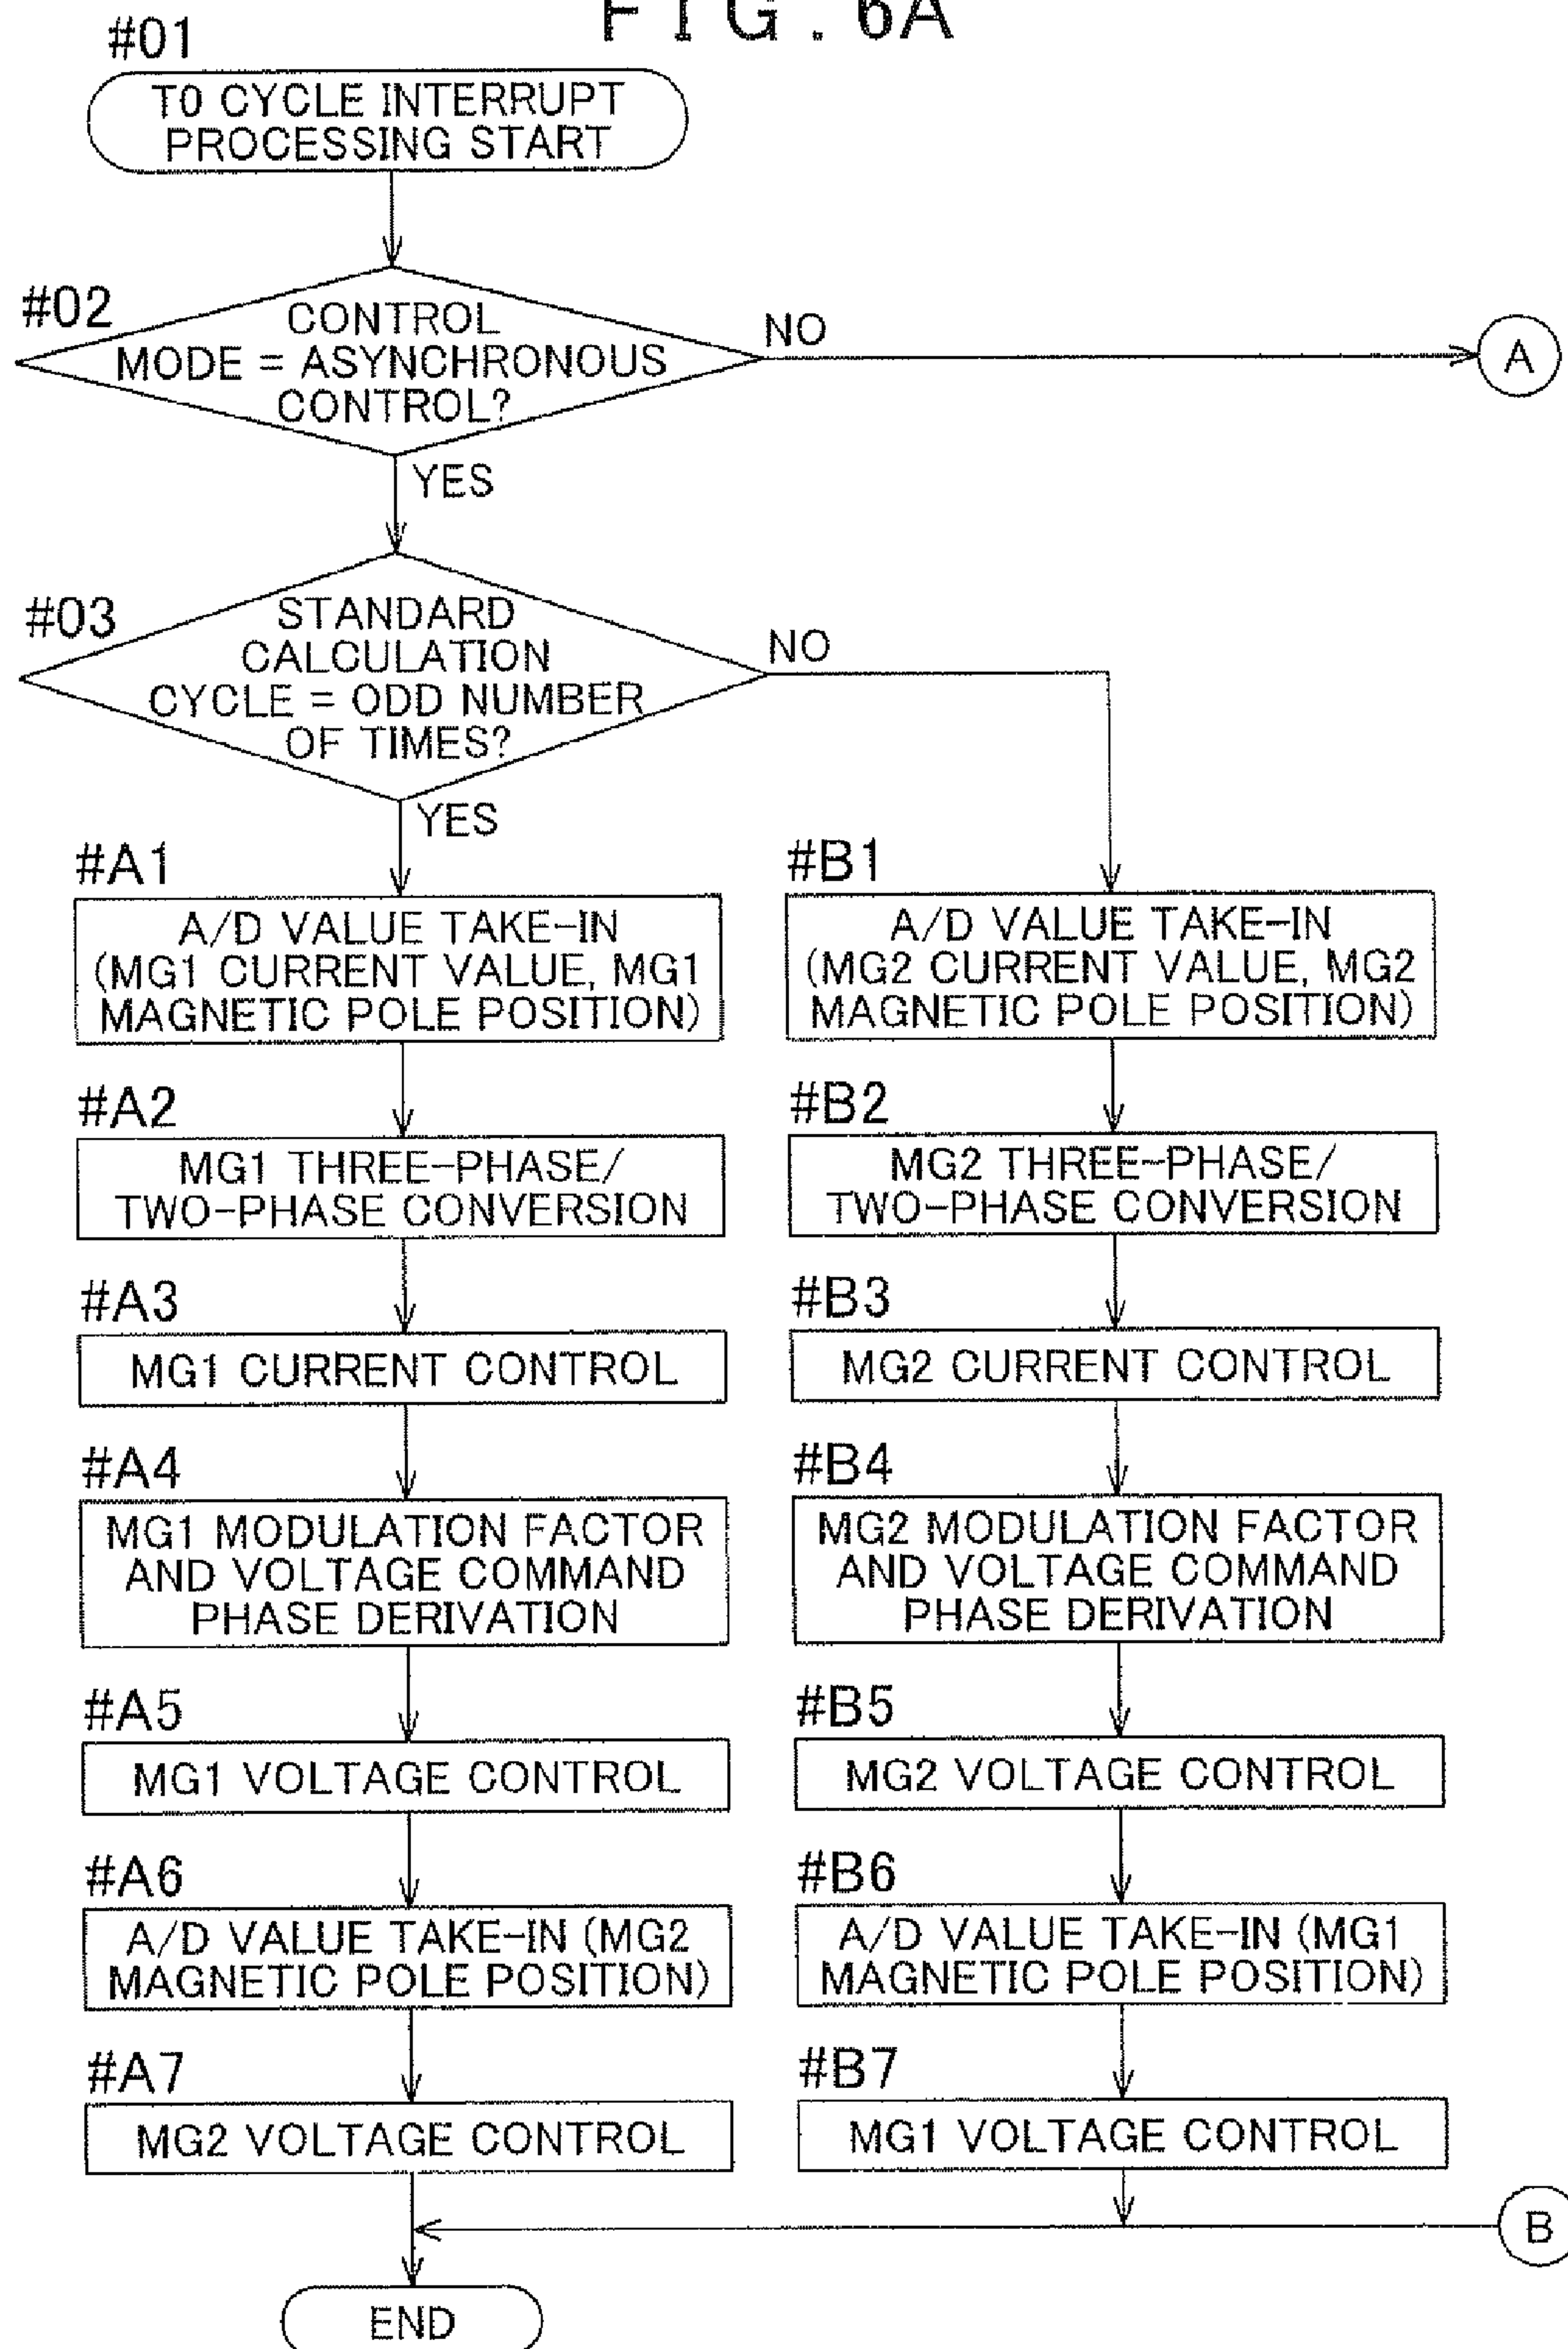 FIG. 6A
#01
T0 CYCLE INTERRUPT
PROCESSING START
#02
CONTROL
MODE = ASYNCHRONOUS
CONTROL?
NO
A
YES
#03
STANDARD
CALCULATION
CYCLE = ODD NUMBER
OF TIMES?
NO
YES
#A1
A/D VALUE TAKE-IN
(MG1 CURRENT VALUE, MG1
MAGNETIC POLE POSITION)
#A2
MG1 THREE-PHASE/
TWO-PHASE CONVERSION
#A3
MG1 CURRENT CONTROL
#A4
MG1 MODULATION FACTOR
AND VOLTAGE COMMAND
PHASE DERIVATION
#A5
MG1 VOLTAGE CONTROL
#A6
A/D VALUE TAKE-IN (MG2
MAGNETIC POLE POSITION)
#A7
MG2 VOLTAGE CONTROL
#B1
A/D VALUE TAKE-IN
(MG2 CURRENT VALUE, MG2
MAGNETIC POLE POSITION)
#B2
MG2 THREE-PHASE/
TWO-PHASE CONVERSION
#B3
MG2 CURRENT CONTROL
#B4
MG2 MODULATION FACTOR
AND VOLTAGE COMMAND
PHASE DERIVATION
#B5
MG2 VOLTAGE CONTROL
#B6
A/D VALUE TAKE-IN (MG1
MAGNETIC POLE POSITION)
#B7
MG1 VOLTAGE CONTROL
B
END